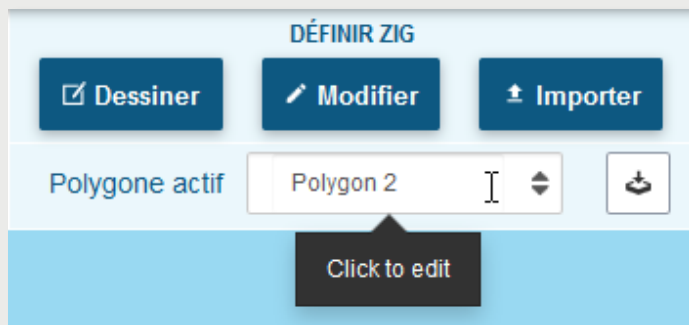 DÉFINIR ZIG
Dessiner Modifier Importer
Polygone actif Polygon 2
Click to edit